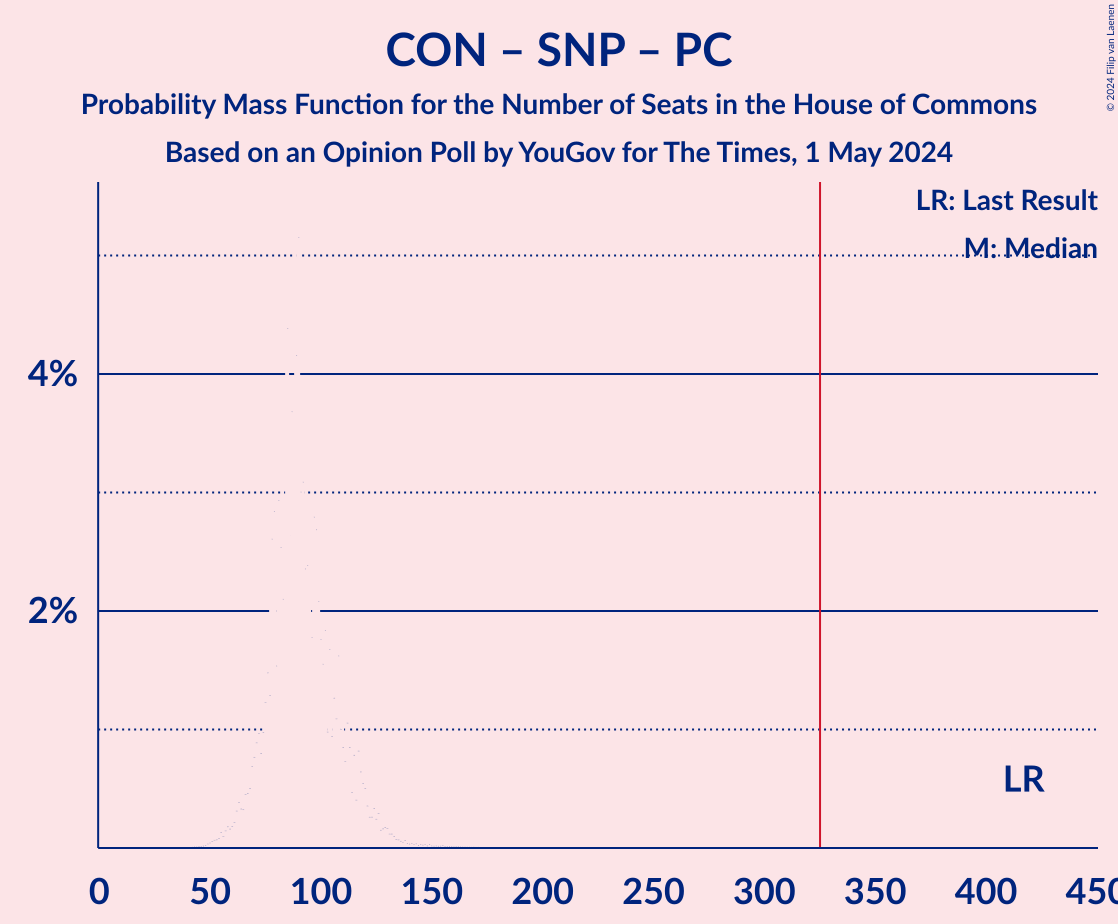 CON – SNP – PC
Probability Mass Function for the Number of Seats in the House of Commons
Based on an Opinion Poll by YouGov for The Times, 1 May 2024
© 2024 Filip van Laenen
LR: Last Result
M: Median
4%
2%
LR
0 50 100 150 200 250 300 350 400 450